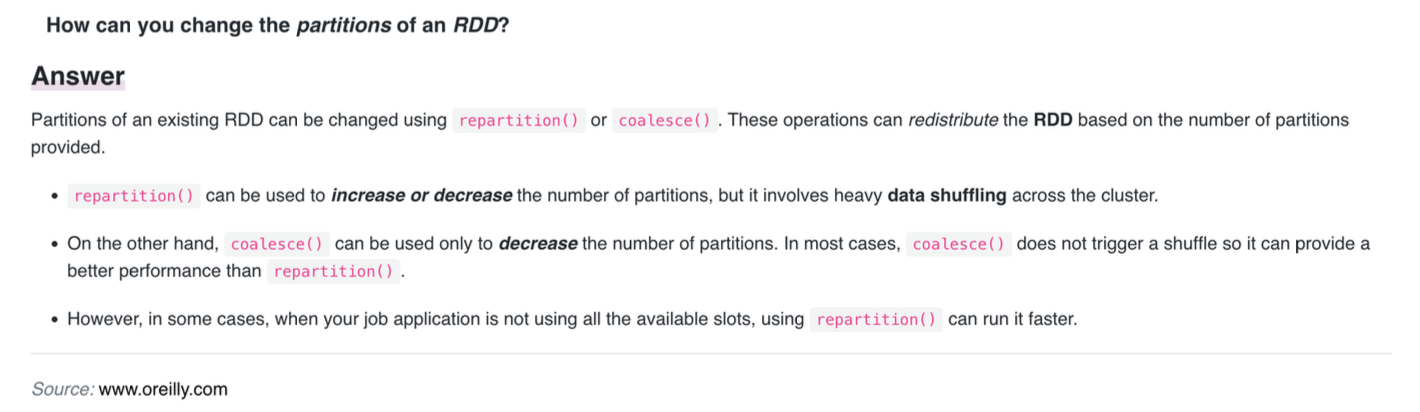 How can you change the partitions of an RDD?
Answer
Partitions of an existing RDD can be changed using repartition() or coalesce() . These operations can redistribute the RDD based on the number of partitions
provided.
• repartition() can be used to increase or decrease the number of partitions, but it involves heavy data shuffling across the cluster.
• On the other hand, coalesce() can be used only to decrease the number of partitions. In most cases, coalesce() does not trigger a shuffle so it can provide a
better performance than repartition() .
• However, in some cases, when your job application is not using all the available slots, using repartition() can run it faster.
Source: www.oreilly.com